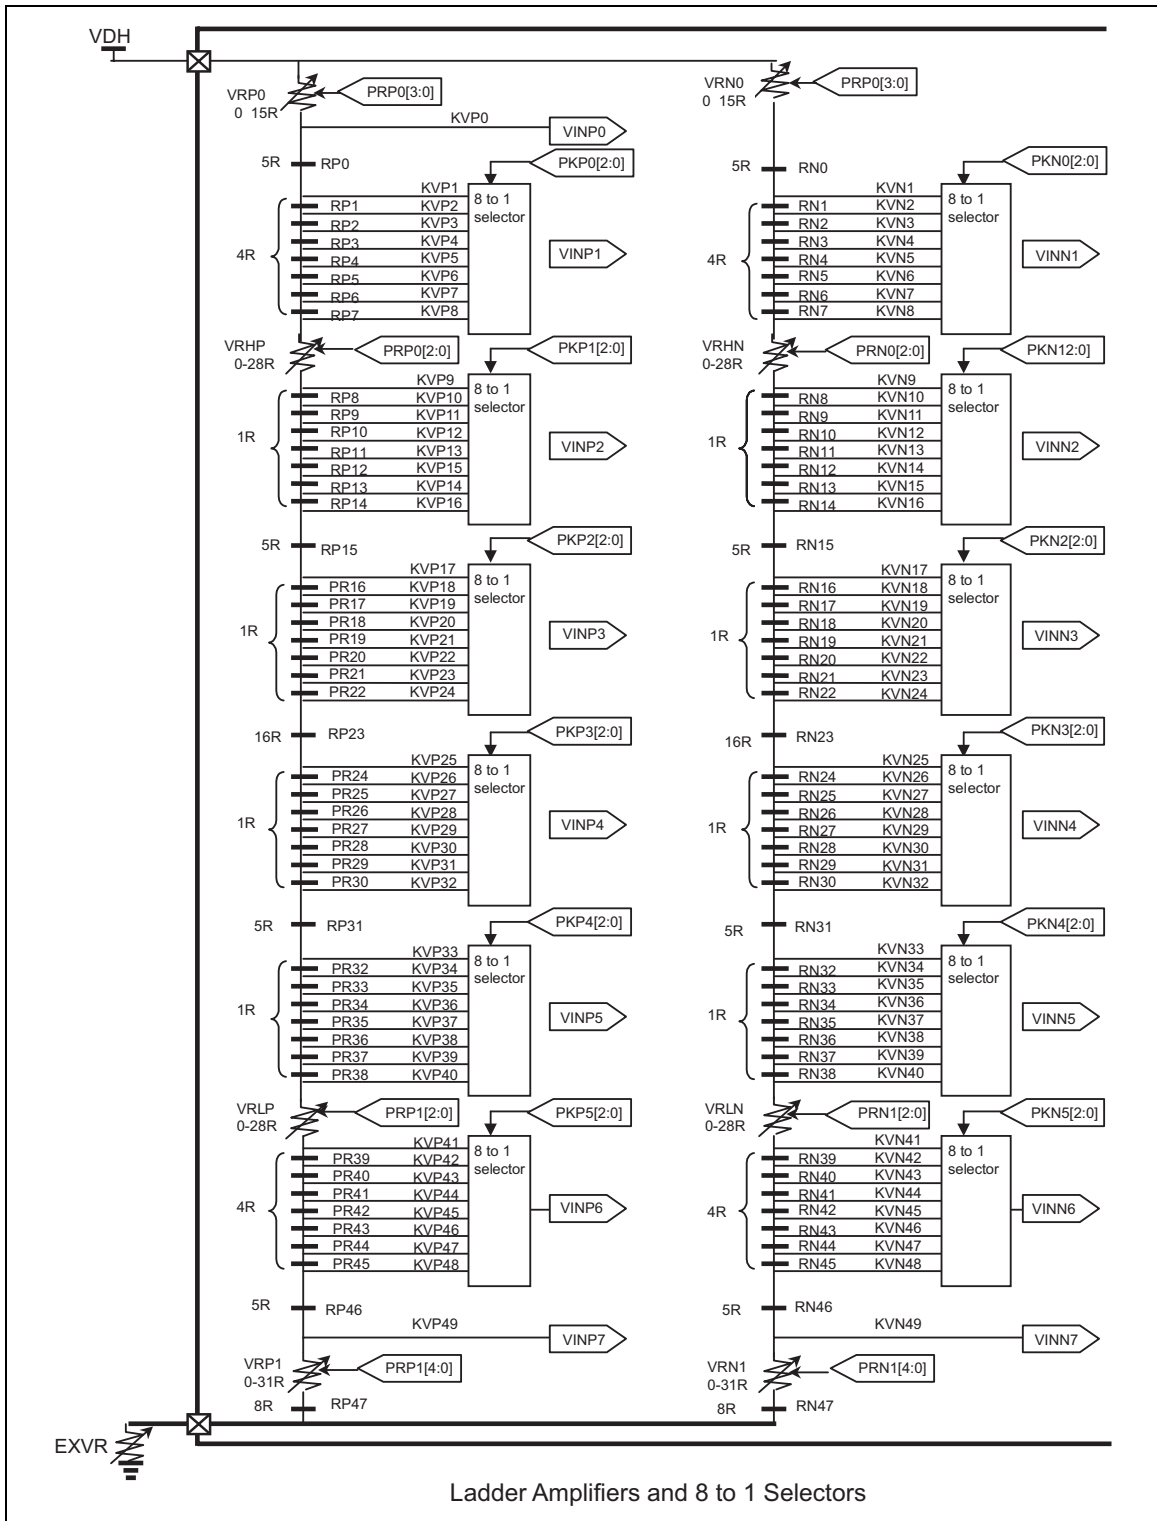 VDH
VRP0
0 15R
PRP0[3:0]
KVP0
VINP0
5R
RP0
PKP0[2:0]
KVP1
8 to 1
selector
RP1
KVP2
RP2
KVP3
RP3
KVP4
4R
RP4
KVP5
VINP1
RP5
KVP6
RP6
KVP7
RP7
KVP8
VRHP
0-28R
PRP0[2:0]
PKP1[2:0]
KVP9
8 to 1
selector
RP8
KVP10
RP9
KVP11
RP10
KVP12
1R
RP11
KVP13
VINP2
RP12
KVP15
RP13
KVP14
RP14
KVP16
5R
RP15
PKP2[2:0]
KVP17
8 to 1
selector
PR16
KVP18
PR17
KVP19
PR18
KVP20
1R
PR19
KVP21
VINP3
PR20
KVP22
PR21
KVP23
PR22
KVP24
16R
RP23
PKP3[2:0]
KVP25
8 to 1
selector
PR24
KVP26
PR25
KVP27
PR26
KVP28
1R
PR27
KVP29
VINP4
PR28
KVP30
PR29
KVP31
PR30
KVP32
5R
RP31
PKP4[2:0]
KVP33
8 to 1
selector
PR32
KVP34
PR33
KVP35
PR34
KVP36
1R
PR35
KVP37
VINP5
PR36
KVP38
PR37
KVP39
PR38
KVP40
VRLP
0-28R
PRP1[2:0]
PKP5[2:0]
KVP41
8 to 1
selector
PR39
KVP42
PR40
KVP43
PR41
KVP44
4R
PR42
KVP45
VINP6
PR43
KVP46
PR44
KVP47
PR45
KVP48
5R
RP46
KVP49
VINP7
VRP1
0-31R
PRP1[4:0]
8R
RP47
EXVR
VRN0
0 15R
PRP0[3:0]
5R
RN0
PKN0[2:0]
KVN1
8 to 1
selector
RN1
KVN2
RN2
KVN3
RN3
KVN4
4R
RN4
KVN5
VINN1
RN5
KVN6
RN6
KVN7
RN7
KVN8
VRHN
0-28R
PRN0[2:0]
PKN12:0]
KVN9
8 to 1
selector
RN8
KVN10
RN9
KVN11
RN10
KVN12
1R
RN11
KVN13
VINN2
RN12
KVN14
RN13
KVN15
RN14
KVN16
5R
RN15
PKN2[2:0]
KVN17
8 to 1
selector
RN16
KVN18
RN17
KVN19
RN18
KVN20
1R
RN19
KVN21
VINN3
RN20
KVN22
RN21
KVN23
RN22
KVN24
16R
RN23
PKN3[2:0]
KVN25
8 to 1
selector
RN24
KVN26
RN25
KVN27
RN26
KVN28
1R
RN27
KVN29
VINN4
RN28
KVN30
RN29
KVN31
RN30
KVN32
5R
RN31
PKN4[2:0]
KVN33
8 to 1
selector
RN32
KVN34
RN33
KVN35
RN34
KVN36
1R
RN35
KVN37
VINN5
RN36
KVN38
RN37
KVN39
RN38
KVN40
VRLN
0-28R
PRN1[2:0]
PKN5[2:0]
KVN41
8 to 1
selector
RN39
KVN42
RN40
KVN43
RN41
KVN44
4R
RN42
KVN45
VINN6
RN43
KVN46
RN44
KVN47
RN45
KVN48
5R
RN46
KVN49
VINN7
VRN1
0-31R
PRN1[4:0]
8R
RN47
Ladder Amplifiers and 8 to 1 Selectors